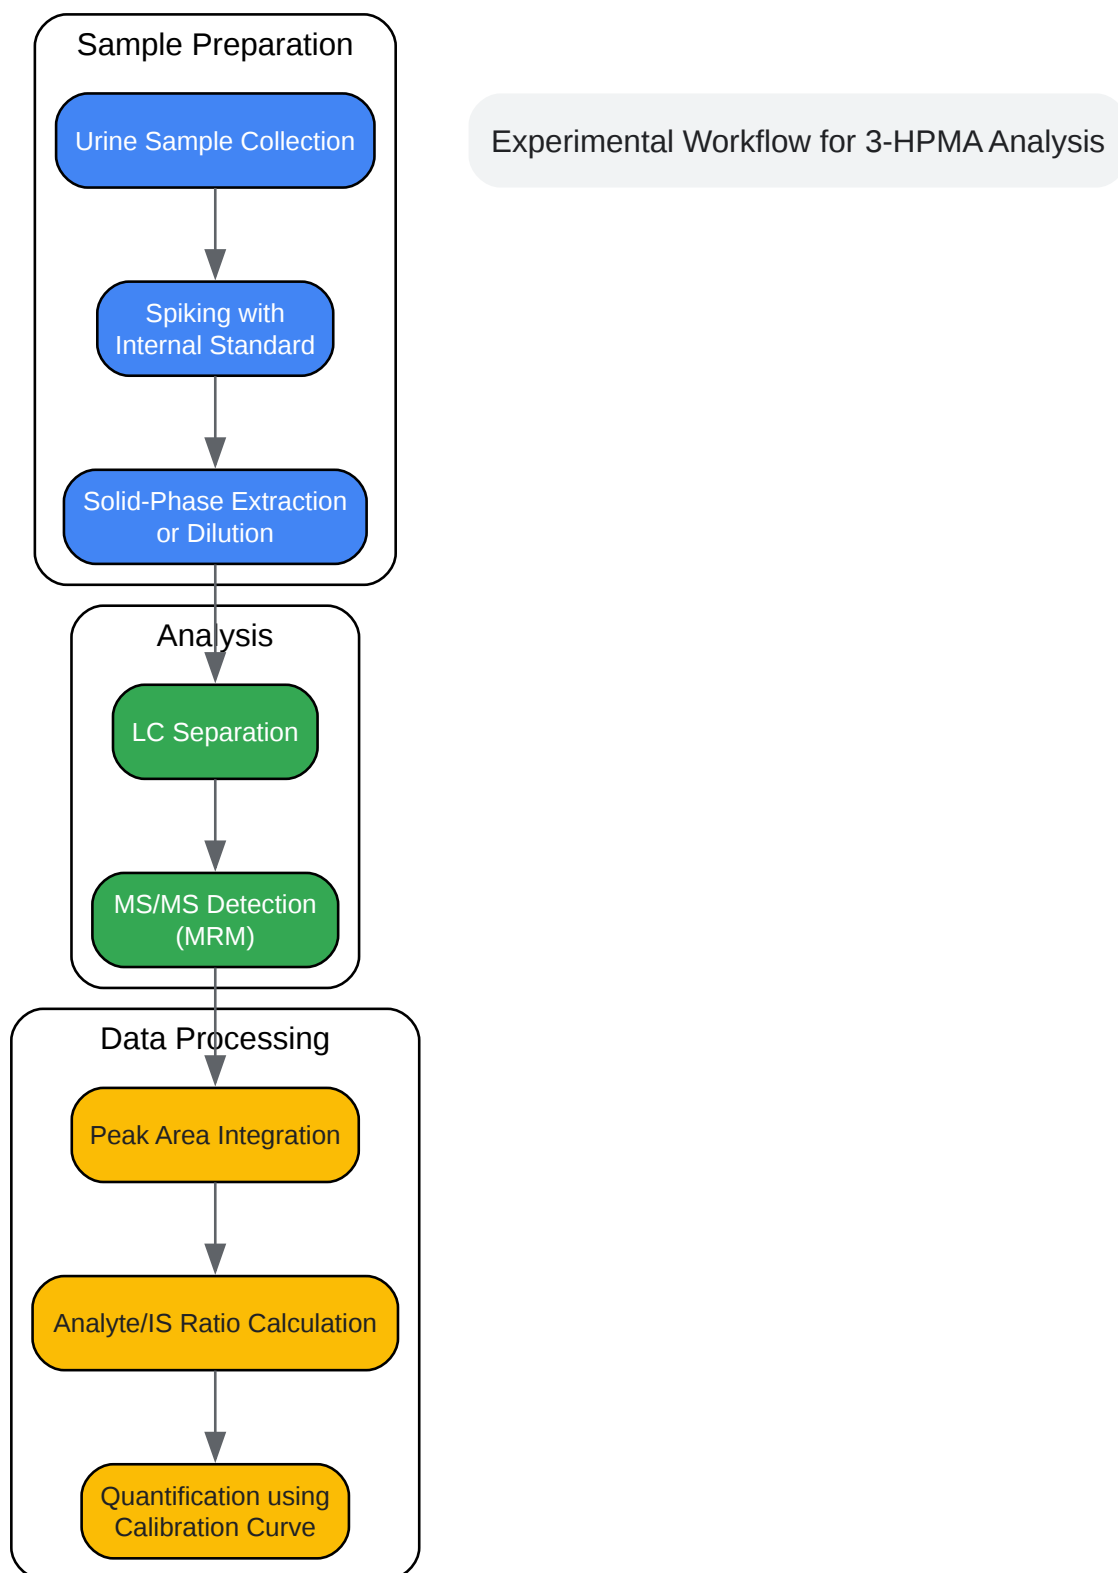 Sample Preparation
Urine Sample Collection
Experimental Workflow for 3-HPMA Analysis
Spiking with
Internal Standard
Solid-Phase Extraction
or Dilution
Analysis
LC Separation
MS/MS Detection
(MRM)
Data Processing
Peak Area Integration
Analyte/IS Ratio Calculation
Quantification using
Calibration Curve